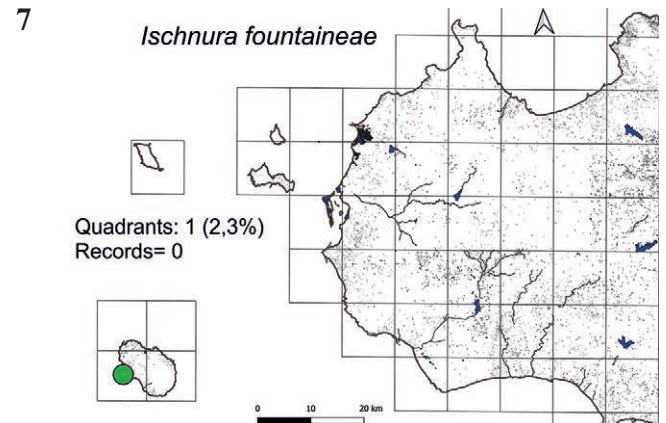 7
Ischnura fountaineae
Quadrants: 1 (2,3%)
Records= 0
0 10 20 km